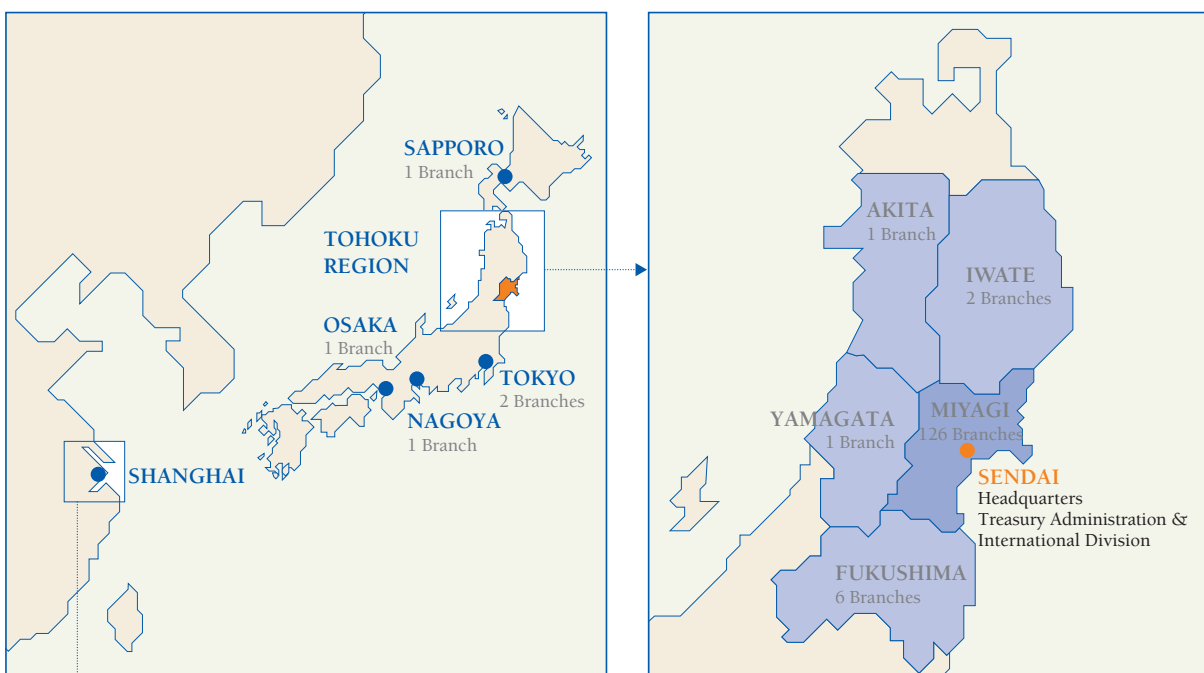 SAPPORO
1 Branch
TOHOKU
REGION
OSAKA
1 Branch
TOKYO
2 Branches
NAGOYA
1 Branch
SHANGHAI
AKITA
1 Branch
IWATE
2 Branches
YAMAGATA
1 Branch
MIYAGI
126 Branches
SENDAI
Headquarters
Treasury Administration &
International Division
FUKUSHIMA
6 Branches